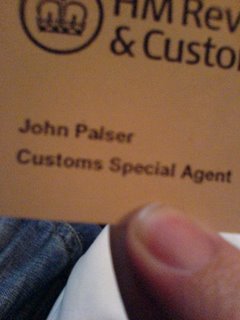 HM Rev
& Custo
John Palser
Customs Special Agent